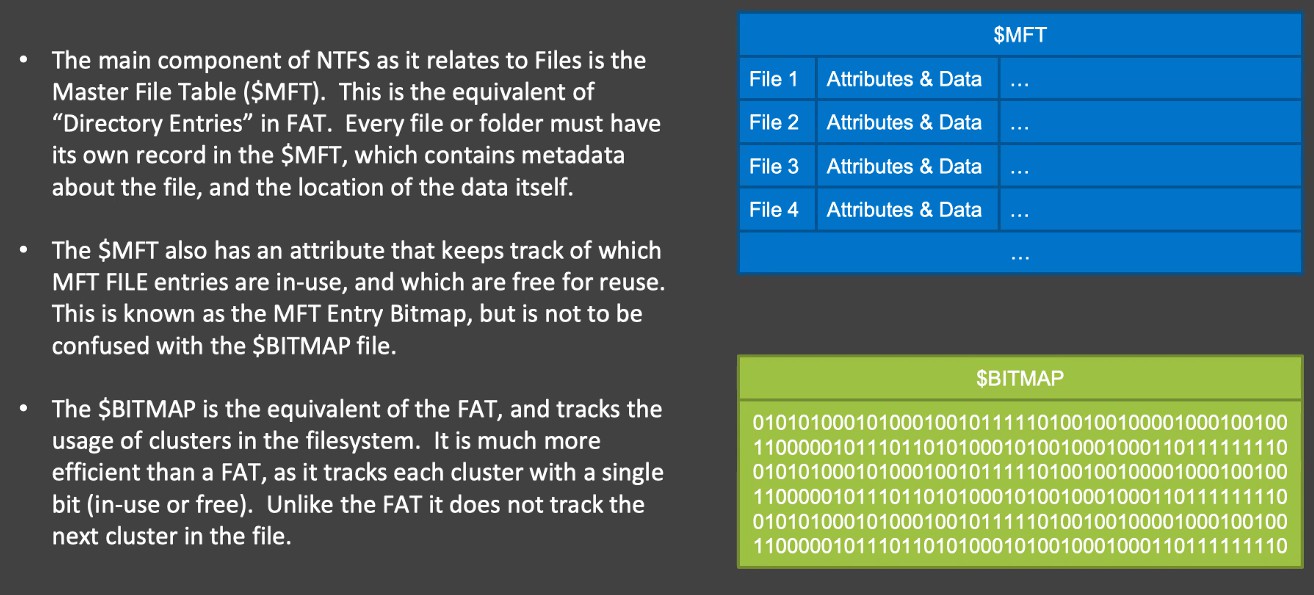 • The main component of NTFS as it relates to Files is the
Master File Table ($MFT).  This is the equivalent of
“Directory Entries” in FAT.  Every file or folder must have
its own record in the $MFT, which contains metadata
about the file, and the location of the data itself.
• The $MFT also has an attribute that keeps track of which
MFT FILE entries are in-use, and which are free for reuse.
This is known as the MFT Entry Bitmap, but is not to be
confused with the $BITMAP file.
• The $BITMAP is the equivalent of the FAT, and tracks the
usage of clusters in the filesystem.  It is much more
efficient than a FAT, as it tracks each cluster with a single
bit (in-use or free).  Unlike the FAT it does not track the
next cluster in the file.
$MFT
File 1 Attributes & Data ...
File 2 Attributes & Data ...
File 3 Attributes & Data ...
File 4 Attributes & Data ...
...
$BITMAP
01010100010100010010111110100100100001000100100
11000001011101101010001010010001000110111111110
01010100010100010010111110100100100001000100100
11000001011101101010001010010001000110111111110
01010100010100010010111110100100100001000100100
11000001011101101010001010010001000110111111110